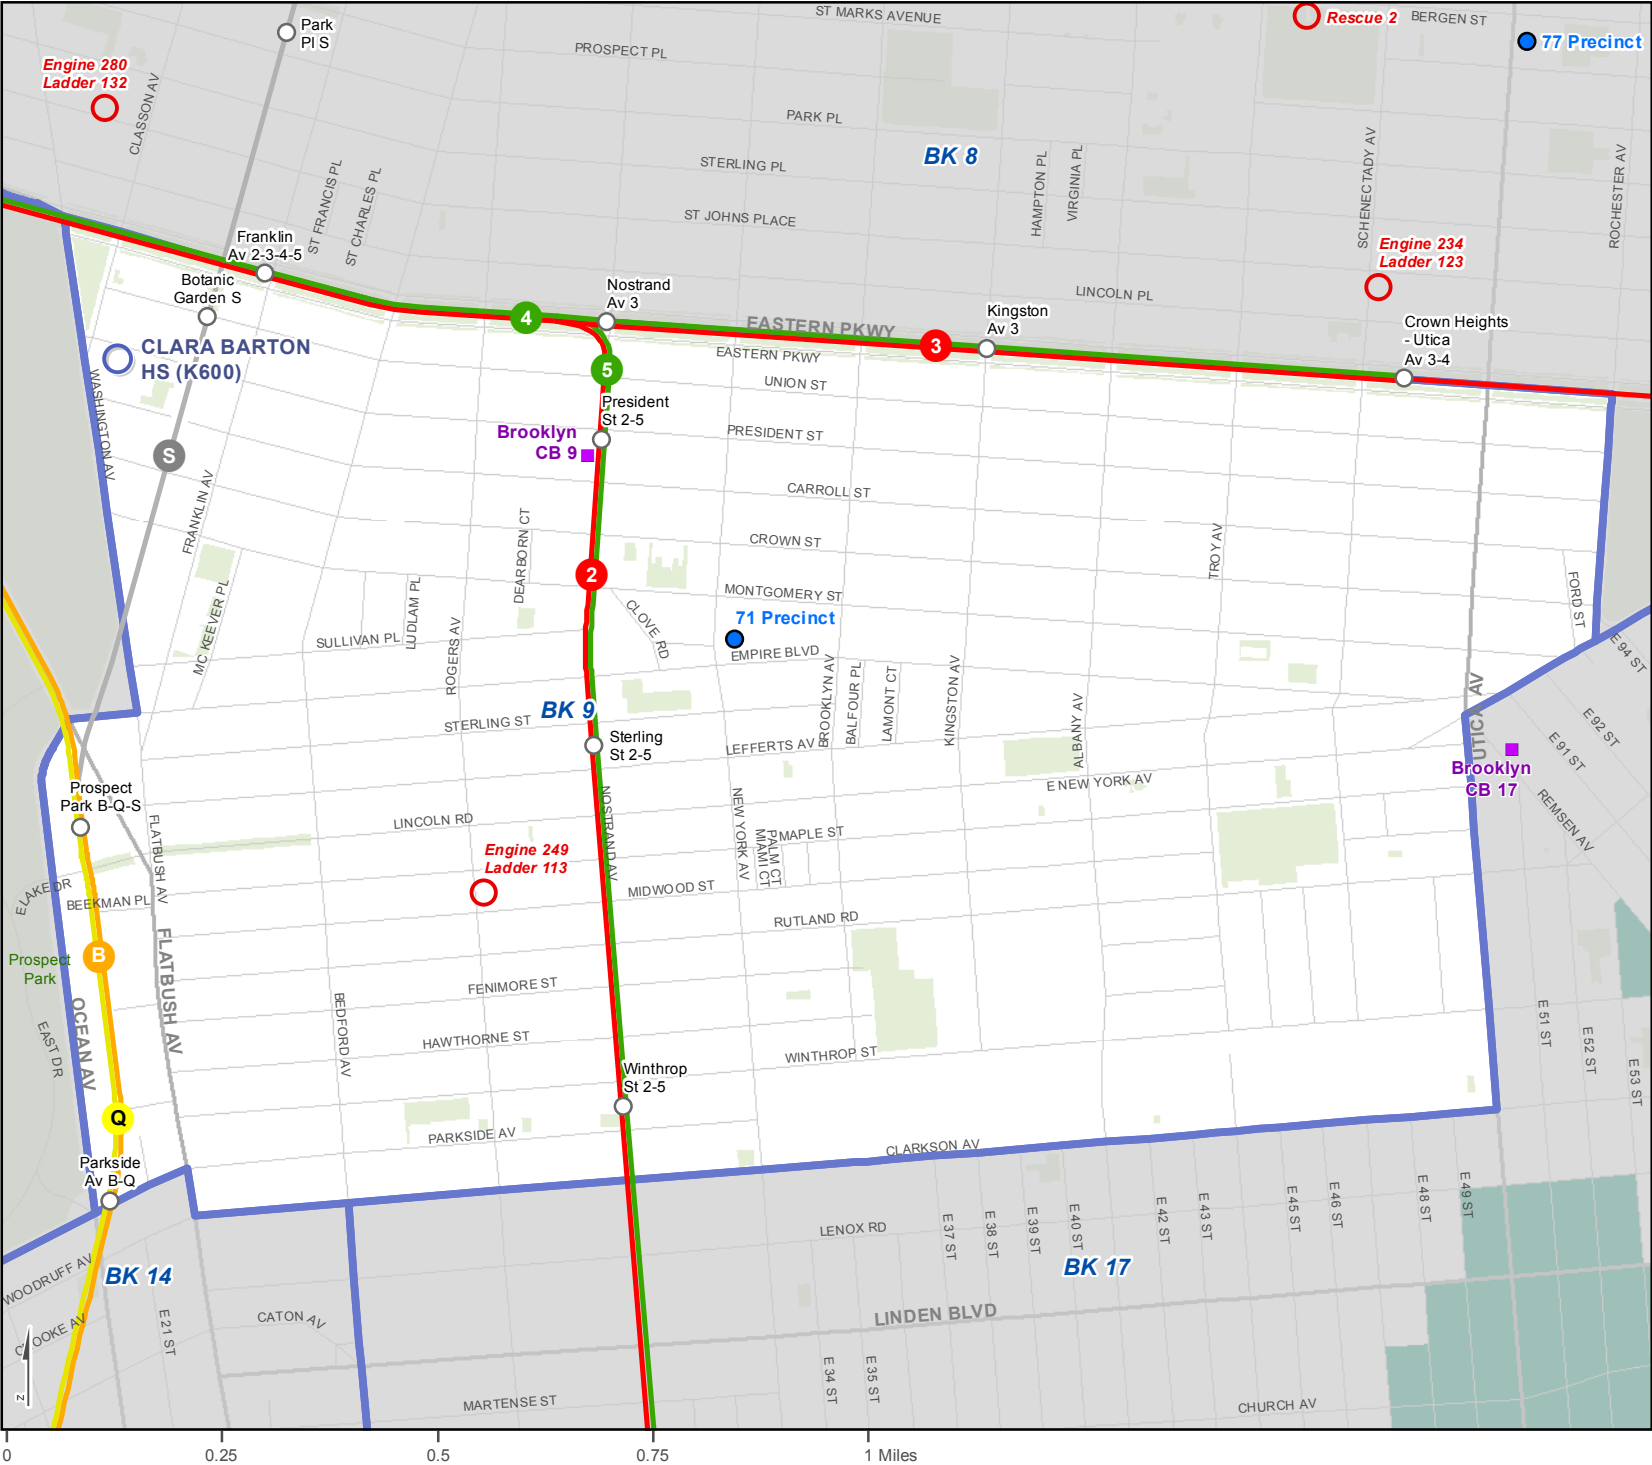 ST MARKS AVENUE
Rescue 2
BERGEN ST
77 Precinct
Park
Pl S
PROSPECT PL
Engine 280
Ladder 132
CLASSON AV
PARK PL
BK 8
STERLING PL
ST FRANCIS PL
ST CHARLES PL
HAMPTON PL
VIRGINIA PL
SCHENECTADY AV
ROCHESTER AV
ST JOHNS PLACE
Franklin
Av 2-3-4-5
Engine 234
Ladder 123
Botanic
Garden S
Nostrand
Av 3
LINCOLN PL
Kingston
Av 3
Crown Heights
- Utica
Av 3-4
4
EASTERN PKWY
3
EASTERN PKWY
CLARA BARTON
HS (K600)
5
UNION ST
WASHINGTON AV
President
St 2-5
Brooklyn
CB 9
PRESIDENT ST
S
FRANKLIN AV
CARROLL ST
DEARBORN CT
CROWN ST
TROY AV
2
MONTGOMERY ST
FORD ST
MC KEEVER PL
LUDLAM PL
CLOVE RD
71 Precinct
SULLIVAN PL
ROGERS AV
EMPIRE BLVD
E 94 ST
BROOKLYN AV
BALFOUR PL
LAMONT CT
KINGSTON AV
ALBANY AV
UTICA AV
BK 9
STERLING ST
Sterling
St 2-5
LEFFERTS AV
E 92 ST
E 91 ST
Brooklyn
CB 17
E NEW YORK AV
Prospect
Park B-Q-S
FLATBUSH AV
LINCOLN RD
NOSTRAND AV
NEW YORK AV
MIAMI CT
PALM CT
MAPLE ST
REMSEN AV
Engine 249
Ladder 113
E LAKE DR
BEEKMAN PL
MIDWOOD ST
RUTLAND RD
B
Prospect
Park
FLATBUSH AV
FENIMORE ST
OCEAN AV
EAST DR
BEDFORD AV
HAWTHORNE ST
WINTHROP ST
E 51 ST
E 52 ST
E 53 ST
Winthrop
St 2-5
Q
PARKSIDE AV
CLARKSON AV
Parkside
Av B-Q
LENOX RD
E 37 ST
E 38 ST
E 39 ST
E 40 ST
E 42 ST
E 43 ST
E 45 ST
E 46 ST
E 48 ST
E 49 ST
WOODRUFF AV
BK 14
BK 17
CROOKE AV
E 21 ST
CATON AV
LINDEN BLVD
E 34 ST
E 35 ST
MARTENSE ST
CHURCH AV
Z
0
0.25
0.5
0.75
1 Miles